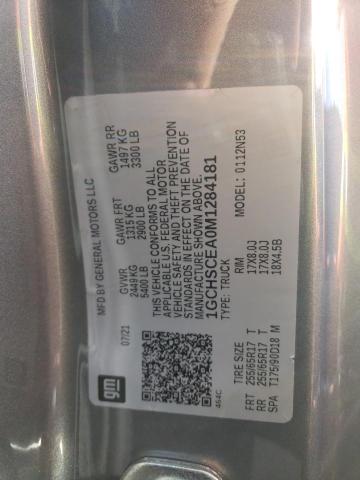 MFD BY GENERAL MOTORS LLC
07/21
GVWR GAWR FRT GAWR RR
2449 KG 1315 KG 1497 KG
5400 LB 2900 LB 3300 LB
THIS VEHICLE CONFORMS TO ALL
APPLICABLE U.S. FEDERAL MOTOR
VEHICLE SAFETY AND THEFT PREVENTION
STANDARDS IN EFFECT ON THE DATE OF
MANUFACTURE SHOWN ABOVE.
1GCHSCEA0M1284181
TYPE: TRUCK MODEL: 0112N53
gm
TIRE SIZE RIM
FRT 255/65R17 T 17X8.0J
RR 255/65R17 T 17X8.0J
SPA T175/90D18 M 18X4.5B
464C